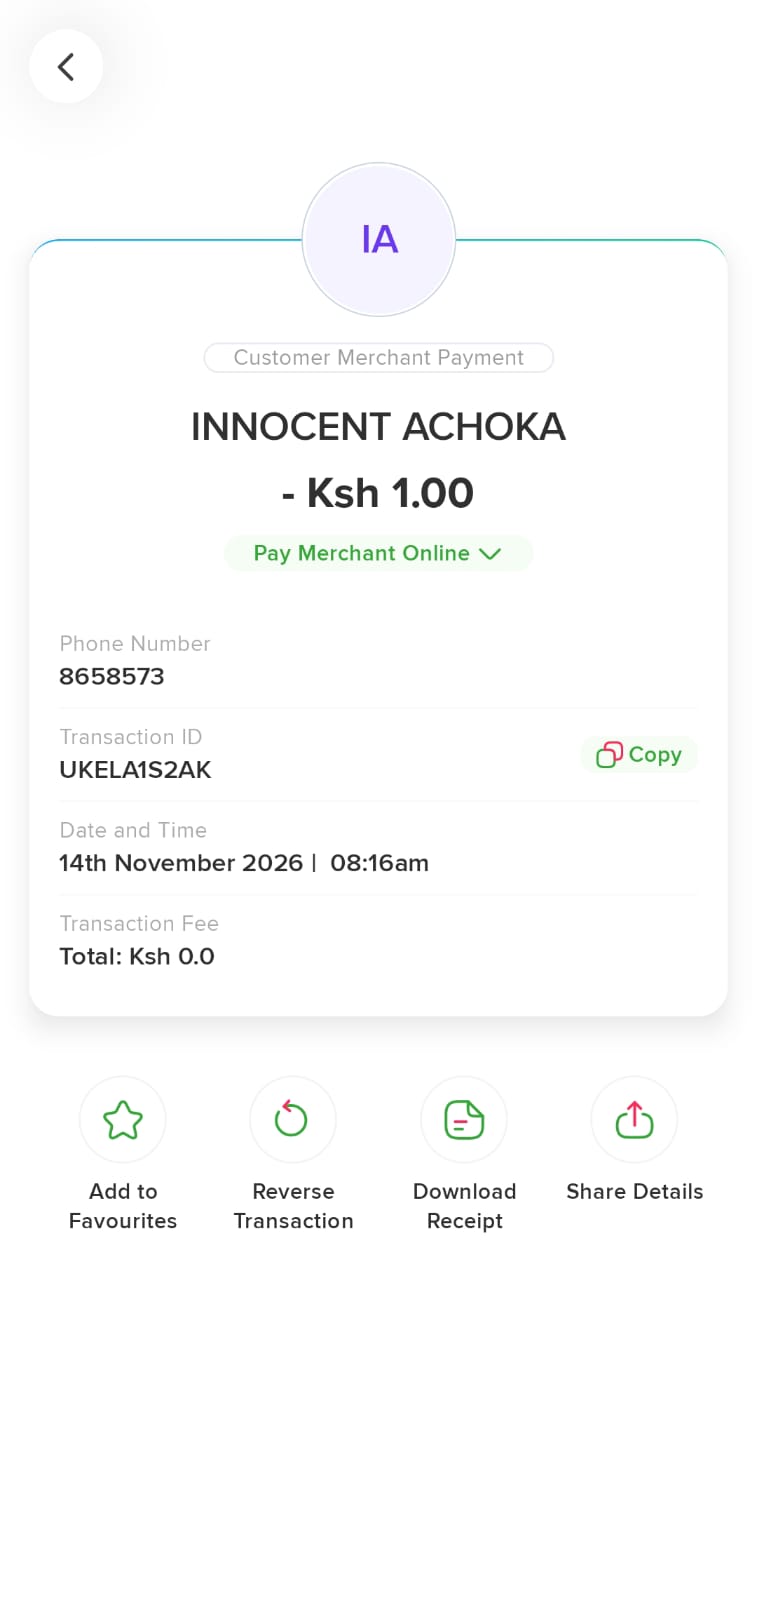 IA
Customer Merchant Payment
INNOCENT ACHOKA
- Ksh 1.00
Pay Merchant Online
Phone Number
8658573
Transaction ID
UKELA1S2AK
Copy
Date and Time
14th November 2026 | 08:16am
Transaction Fee
Total: Ksh 0.0
Add to
Favourites
Reverse
Transaction
Download
Receipt
Share Details